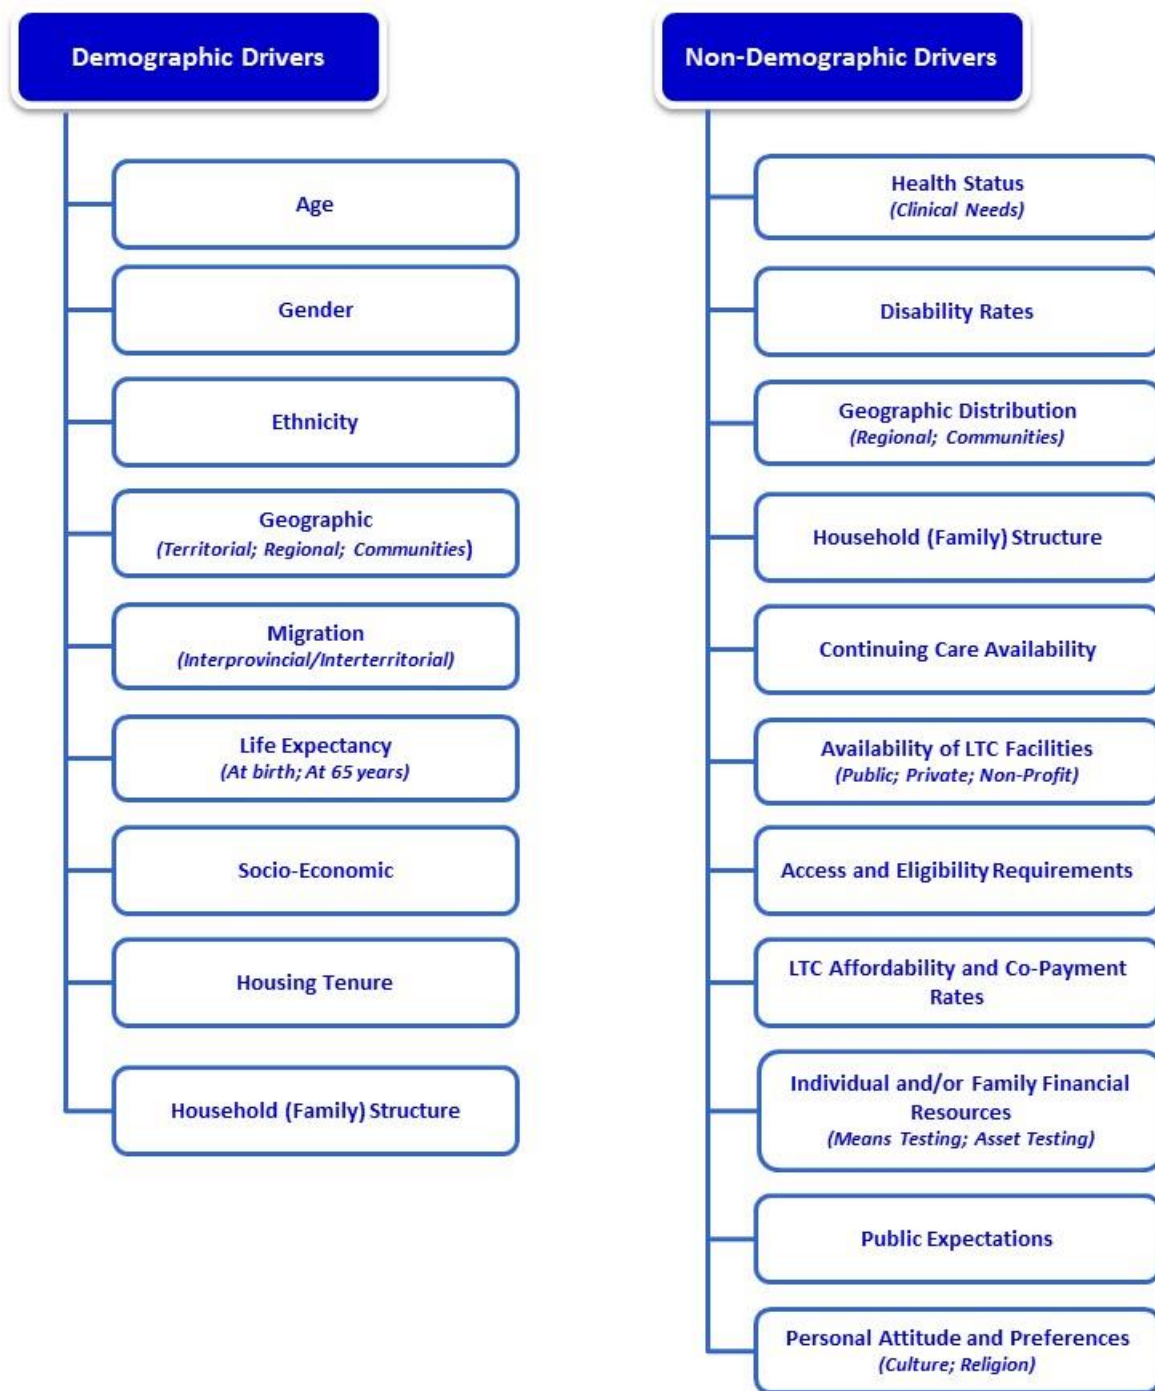 Demographic Drivers
Age
Gender
Ethnicity
Geographic
(Territorial; Regional; Communities)
Migration
(Interprovincial/Interterritorial)
Life Expectancy
(At birth; At 65 years)
Socio-Economic
Housing Tenure
Household (Family) Structure
Non-Demographic Drivers
Health Status
(Clinical Needs)
Disability Rates
Geographic Distribution
(Regional; Communities)
Household (Family) Structure
Continuing Care Availability
Availability of LTC Facilities
(Public; Private; Non-Profit)
Access and Eligibility Requirements
LTC Affordability and Co-Payment
Rates
Individual and/or Family Financial
Resources
(Means Testing; Asset Testing)
Public Expectations
Personal Attitude and Preferences
(Culture; Religion)